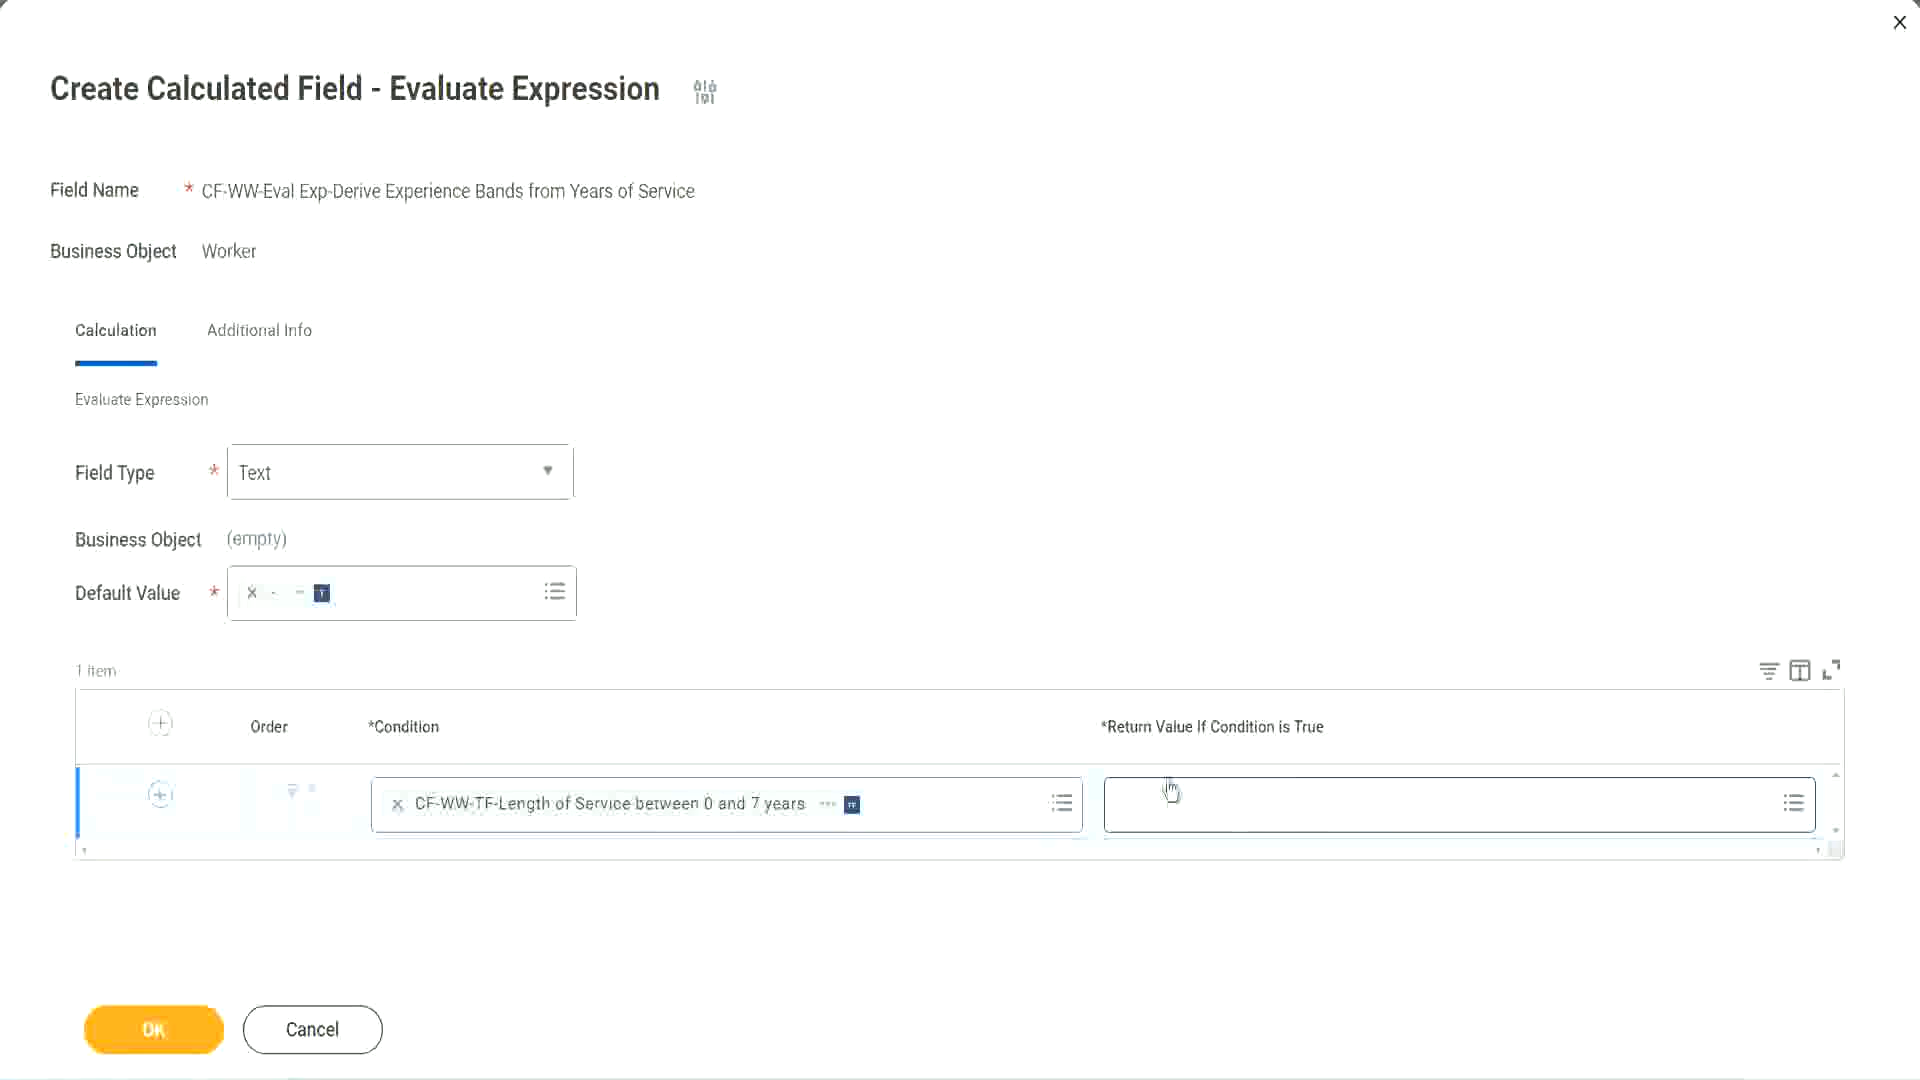 Create Calculated Field - Evaluate Expression
Field Name * CF-WW-Eval Exp-Derive Experience Bands from Years of Service
Business Object Worker
Calculation Additional Info
Evaluate Expression
Field Type * Text
Business Object (empty)
Default Value * -
1 item
Order *Condition *Return Value If Condition is True
CF-WW-TF-Length of Service between 0 and 7 years
OK Cancel